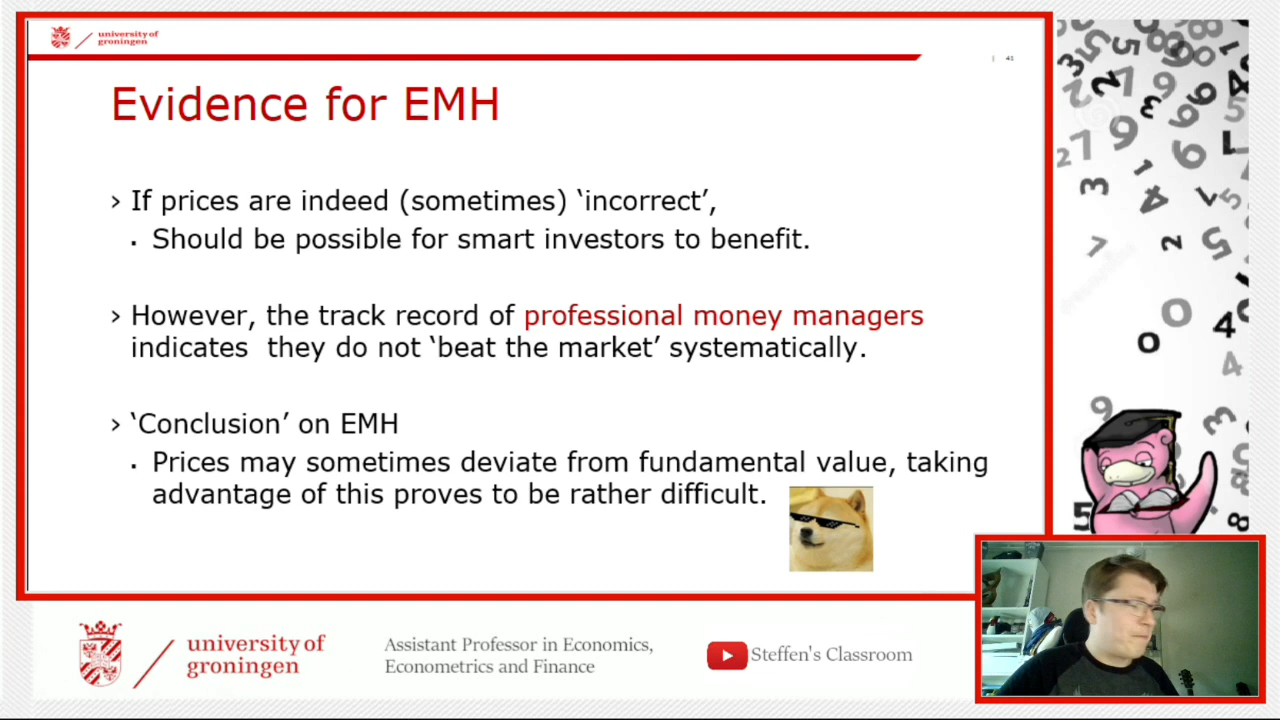 university of
groningen
| 41
Evidence for EMH
› If prices are indeed (sometimes) ‘incorrect’,
▪ Should be possible for smart investors to benefit.
› However, the track record of professional money managers
indicates they do not ‘beat the market’ systematically.
› ‘Conclusion’ on EMH
▪ Prices may sometimes deviate from fundamental value, taking
advantage of this proves to be rather difficult.
university of
groningen
Assistant Professor in Economics,
Econometrics and Finance
Steffen's Classroom